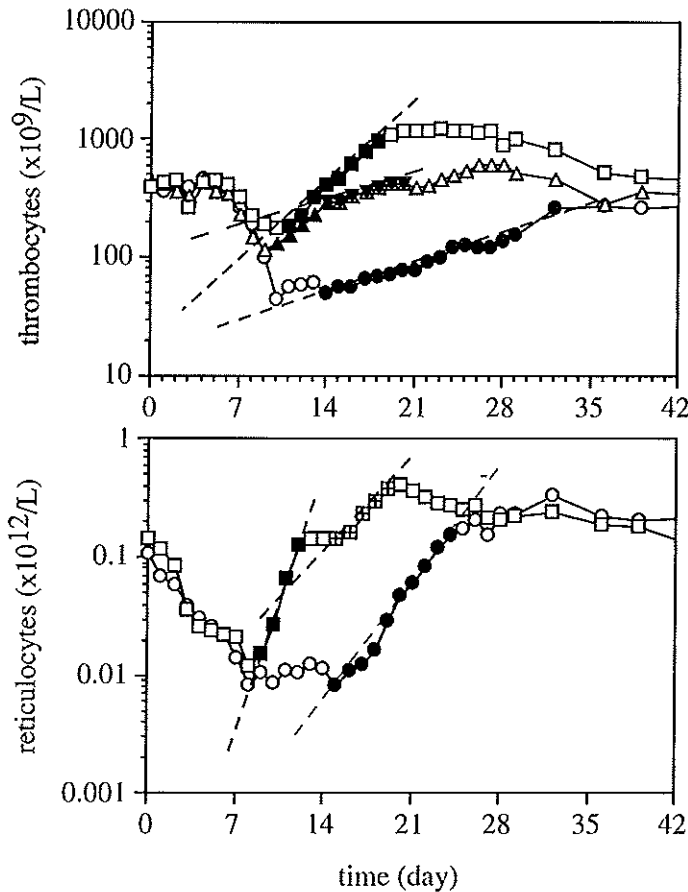 thrombocytes (x10⁹/L)
10000
1000
100
10
0 7 14 21 28 35 42
reticulocytes (x10¹²/L)
1
0.1
0.01
0.001
0 7 14 21 28 35 42
time (day)